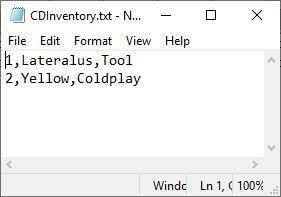 CDInventory.txt - N...
File Edit Format View Help
1,Lateralus,Tool
2,Yellow,Coldplay
Windo Ln 1, C 100%